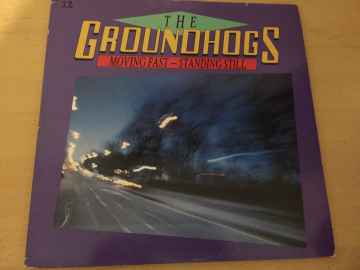 THE
GROUNDHOGS
MOVING FAST – STANDING STILL